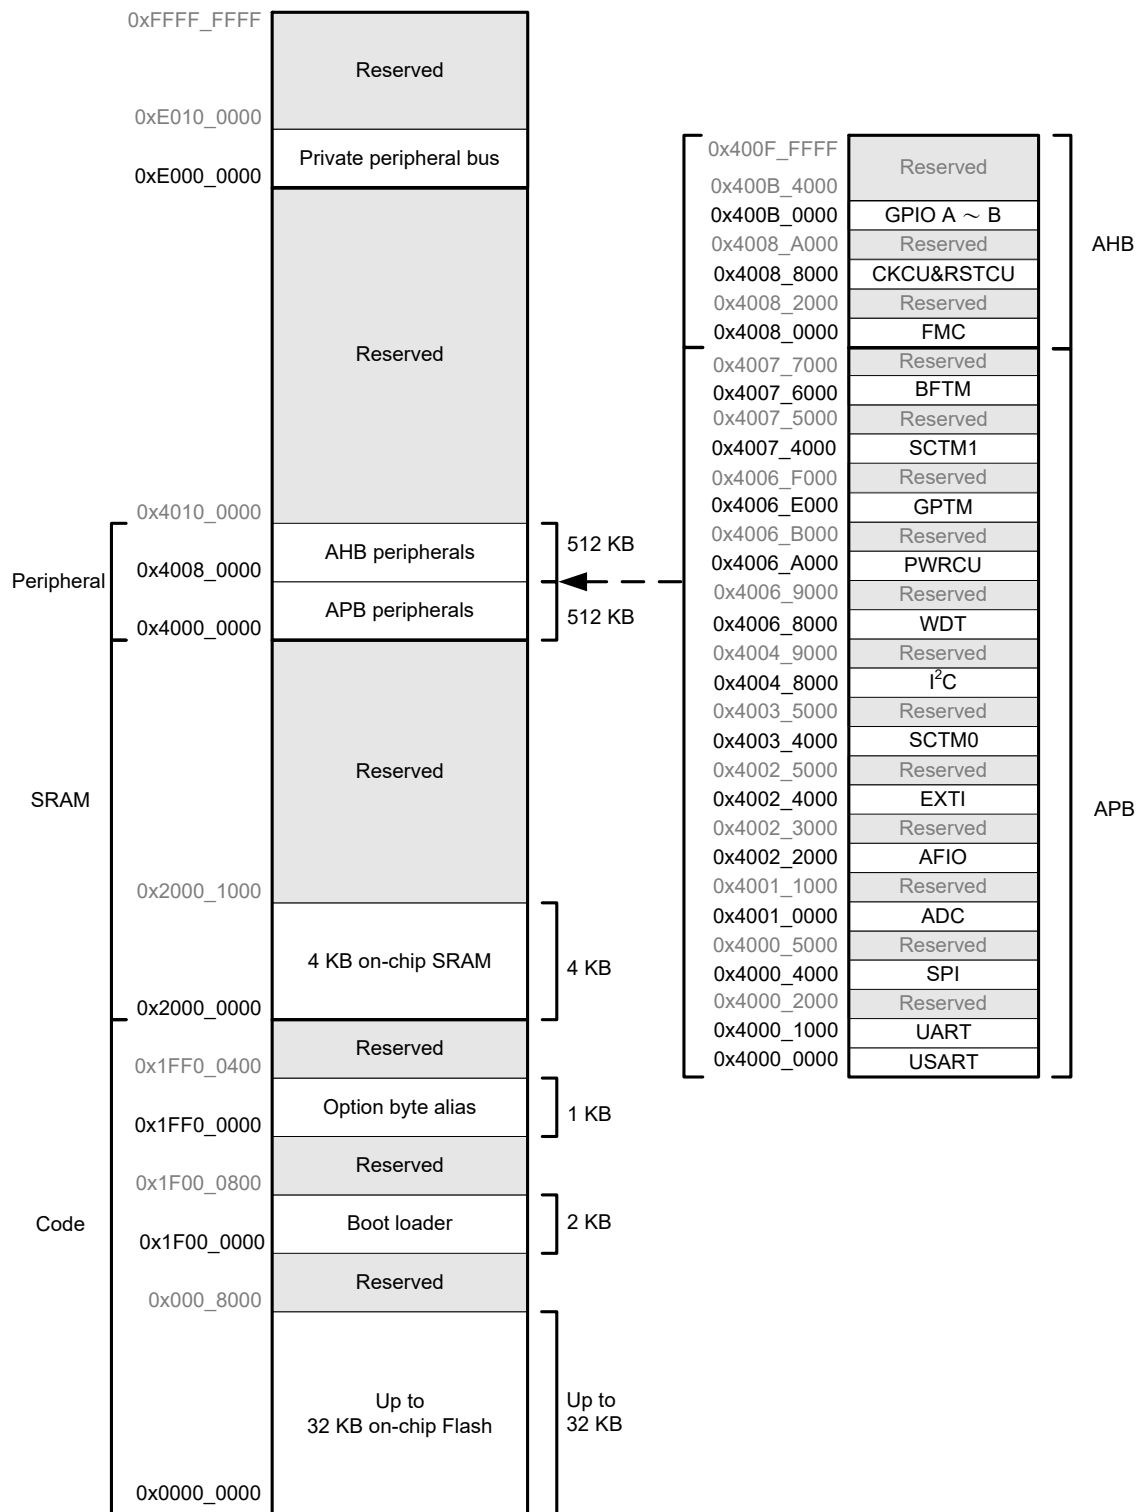 0xFFFF_FFFF
Reserved
0xE010_0000
Private peripheral bus
0xE000_0000
Reserved
0x4010_0000
AHB peripherals
512 KB
Peripheral
0x4008_0000
APB peripherals
512 KB
0x4000_0000
Reserved
SRAM
0x2000_1000
4 KB on-chip SRAM
4 KB
0x2000_0000
Reserved
0x1FF0_0400
Option byte alias
1 KB
0x1FF0_0000
Reserved
0x1F00_0800
Code
Boot loader
2 KB
0x1F00_0000
Reserved
0x000_8000
Up to
32 KB on-chip Flash
Up to
32 KB
0x0000_0000
0x400F_FFFF
Reserved
0x400B_4000
0x400B_0000 GPIO A ~ B
0x4008_A000 Reserved
AHB
0x4008_8000 CKCU&RSTCU
0x4008_2000 Reserved
0x4008_0000 FMC
0x4007_7000 Reserved
0x4007_6000 BFTM
0x4007_5000 Reserved
0x4007_4000 SCTM1
0x4006_F000 Reserved
0x4006_E000 GPTM
0x4006_B000 Reserved
0x4006_A000 PWRCU
0x4006_9000 Reserved
0x4006_8000 WDT
0x4004_9000 Reserved
0x4004_8000 I²C
0x4003_5000 Reserved
0x4003_4000 SCTM0
0x4002_5000 Reserved
0x4002_4000 EXTI
APB
0x4002_3000 Reserved
0x4002_2000 AFIO
0x4001_1000 Reserved
0x4001_0000 ADC
0x4000_5000 Reserved
0x4000_4000 SPI
0x4000_2000 Reserved
0x4000_1000 UART
0x4000_0000 USART